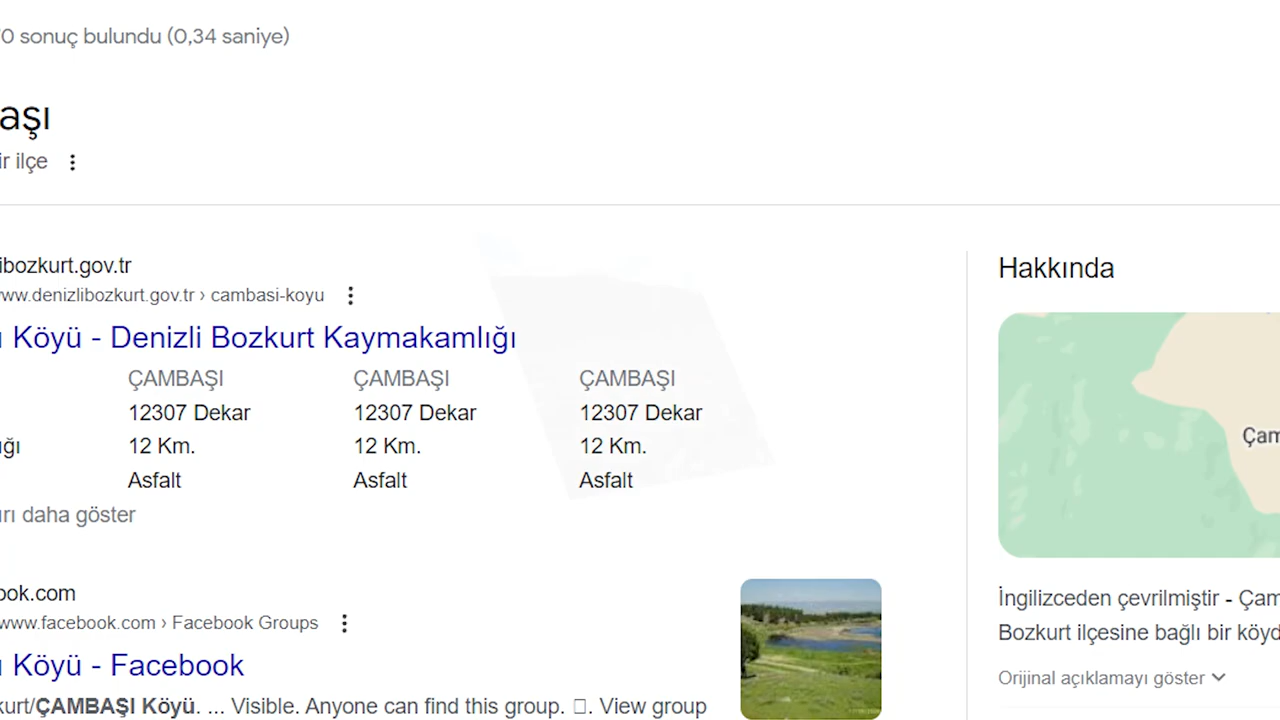 0 sonuç bulundu (0,34 saniye)
aşı
ir ilçe
ibozkurt.gov.tr
www.denizlibozkurt.gov.tr › cambasi-koyu
ı Köyü - Denizli Bozkurt Kaymakamlığı
ÇAMBAŞI ÇAMBAŞI ÇAMBAŞI
12307 Dekar 12307 Dekar 12307 Dekar
ığı 12 Km. 12 Km. 12 Km.
Asfalt Asfalt Asfalt
ırı daha göster
ook.com
www.facebook.com › Facebook Groups
ı Köyü - Facebook
kurt/ÇAMBAŞI Köyü. ... Visible. Anyone can find this group. . View group
Hakkında
Çam
İngilizceden çevrilmiştir - Çam
Bozkurt ilçesine bağlı bir köyd
Orijinal açıklamayı göster